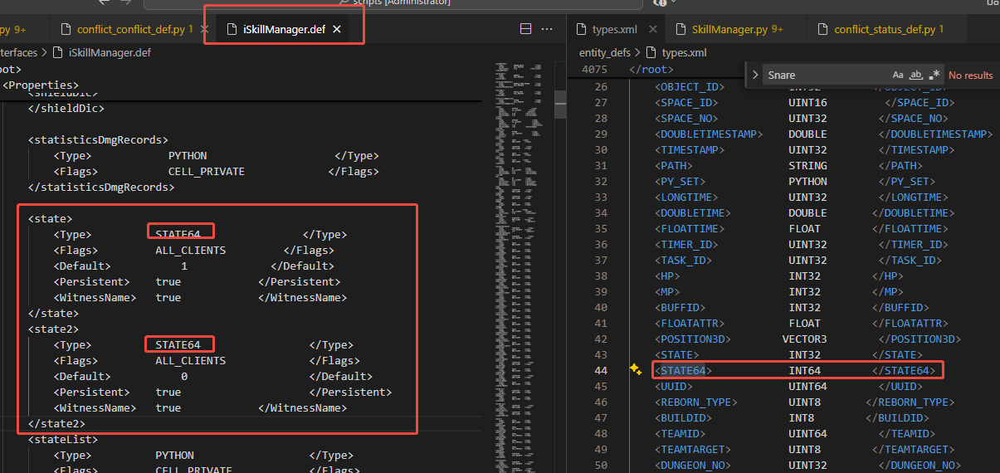 scripts [Administrator]
py 9+
conflict_conflict_def.py 1
iSkillManager.def
terfaces > iSkillManager.def
oot>
<Properties>
</shieldDic>
</shieldDic>
<statisticsDmgRecords>
<Type> PYTHON </Type>
<Flags> CELL_PRIVATE </Flags>
</statisticsDmgRecords>
<state>
<Type> STATE64 </Type>
<Flags> ALL_CLIENTS </Flags>
<Default> 1 </Default>
<Persistent> true </Persistent>
<WitnessName> true </WitnessName>
</state>
<state2>
<Type> STATE64 </Type>
<Flags> ALL_CLIENTS </Flags>
<Default> 0 </Default>
<Persistent> true </Persistent>
<WitnessName> true </WitnessName>
</state2>
<stateList>
<Type> PYTHON </Type>
<Flags> CELL_PRIVATE </Flags>
types.xml
SkillManager.py 9+
conflict_status_def.py 1
entity_defs > types.xml
4075 </root>
Snare
Aa ab .*
No results
26 <OBJECT_ID> INT32 </OBJECT_ID>
27 <SPACE_ID> UINT16 </SPACE_ID>
28 <SPACE_NO> UINT32 </SPACE_NO>
29 <DOUBLETIMESTAMP> DOUBLE </DOUBLETIMESTAMP>
30 <TIMESTAMP> UINT32 </TIMESTAMP>
31 <PATH> STRING </PATH>
32 <PY_SET> PYTHON </PY_SET>
33 <LONGTIME> UINT32 </LONGTIME>
34 <DOUBLETIME> DOUBLE </DOUBLETIME>
35 <FLOATTIME> FLOAT </FLOATTIME>
36 <TIMER_ID> UINT32 </TIMER_ID>
37 <TASK_ID> UINT32 </TASK_ID>
38 <HP> INT32 </HP>
39 <MP> INT32 </MP>
40 <BUFFID> INT32 </BUFFID>
41 <FLOATATTR> FLOAT </FLOATATTR>
42 <POSITION3D> VECTOR3 </POSITION3D>
43 <STATE> INT32 </STATE>
44 <STATE64> INT64 </STATE64>
45 <UUID> UINT64 </UUID>
46 <REBORN_TYPE> UINT8 </REBORN_TYPE>
47 <BUILDID> INT8 </BUILDID>
48 <TEAMID> UINT64 </TEAMID>
49 <TEAMTARGET> UINT8 </TEAMTARGET>
50 <DUNGEON_NO> UINT32 </DUNGEON_NO>